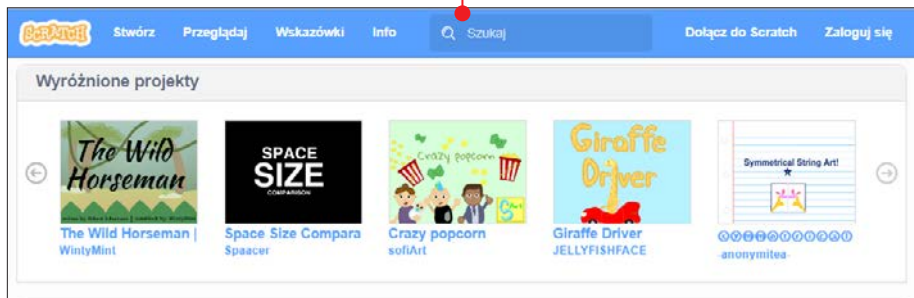 SCRATCH Stwórz Przeglądaj Wskazówki Info Szukaj Dołącz do Scratch Zaloguj się
Wyróżnione projekty
The Wild
Horseman
SPACE
SIZE
COMPARISON
Crazy popcorn
Giraffe
Driver
Symmetrical String Art!
The Wild Horseman |
WintyMint
Space Size Compara
Spaacer
Crazy popcorn
sofiArt
Giraffe Driver
JELLYFISHFACE
-anonymitea-